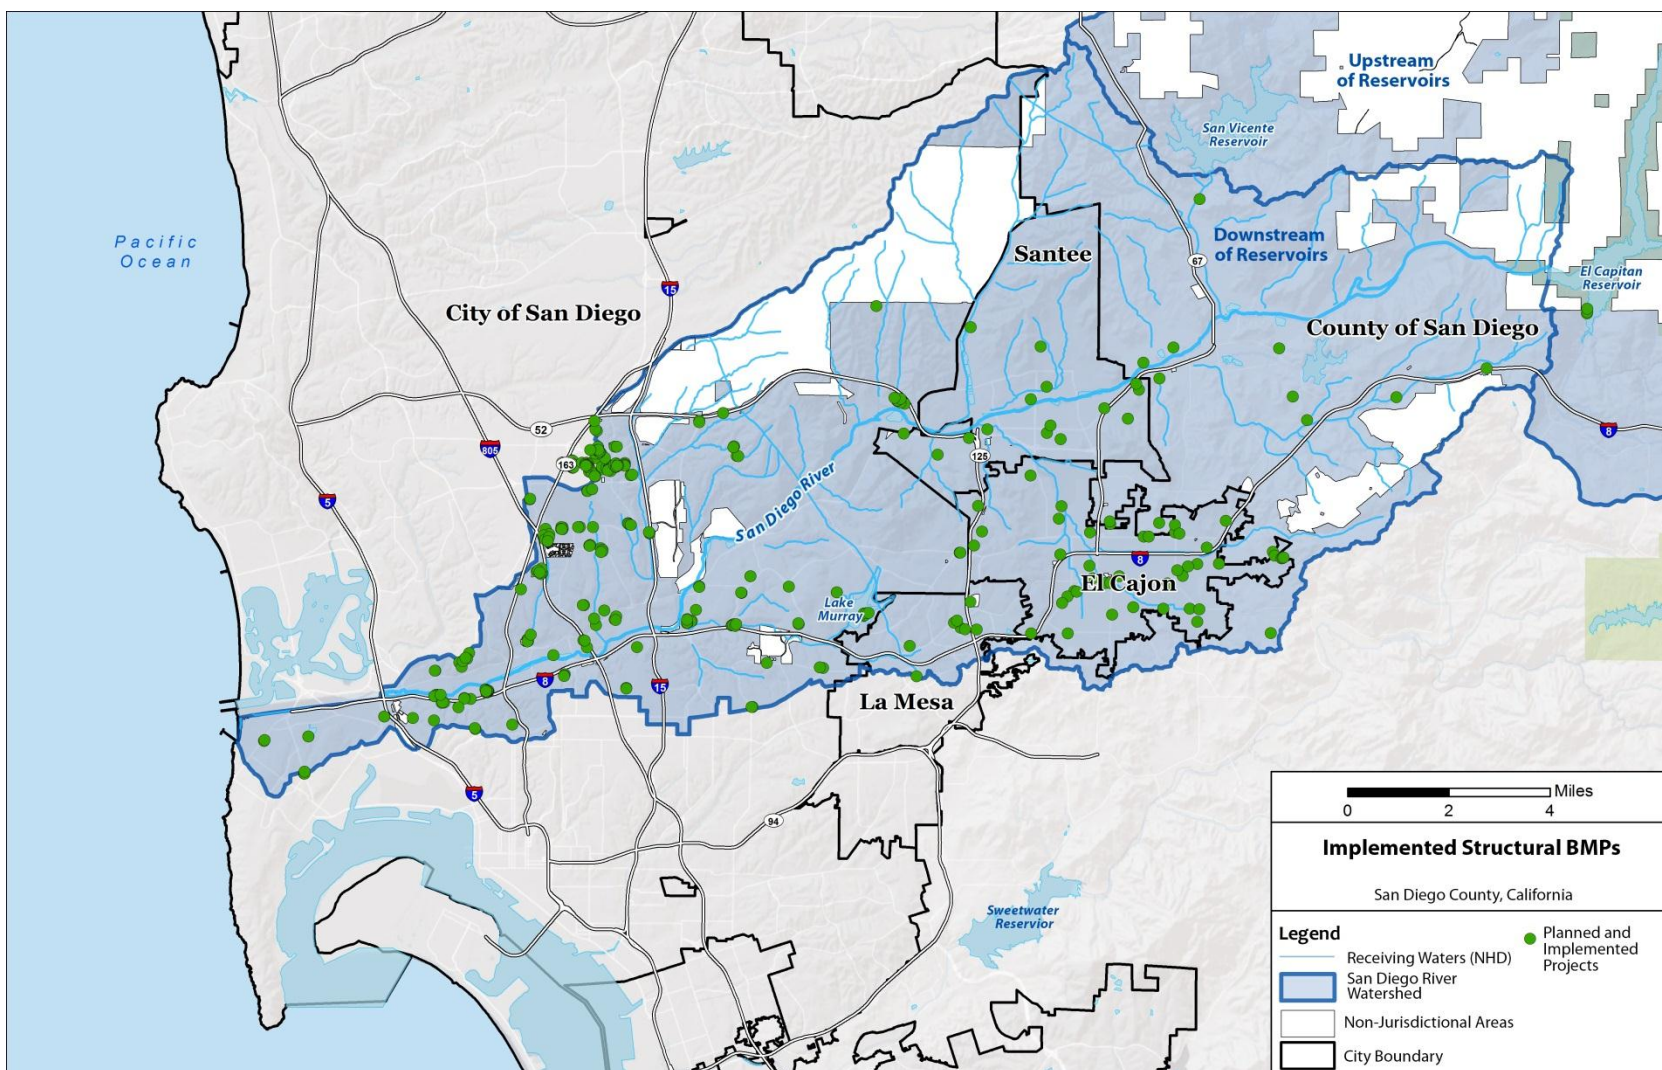 Upstream
of Reservoirs
San Vicente
Reservoir
Pacific
Ocean
Santee
Downstream
of Reservoirs
67
El Capitan
Reservoir
15
City of San Diego
County of San Diego
52
8
805
163
125
5
San Diego River
8
El Cajon
Lake
Murray
8
15
La Mesa
5
94
Sweetwater
Reservior
0 2 4 Miles
Implemented Structural BMPs
San Diego County, California
Legend
Receiving Waters (NHD)
San Diego River
Watershed
Non-Jurisdictional Areas
City Boundary
Planned and
Implemented
Projects